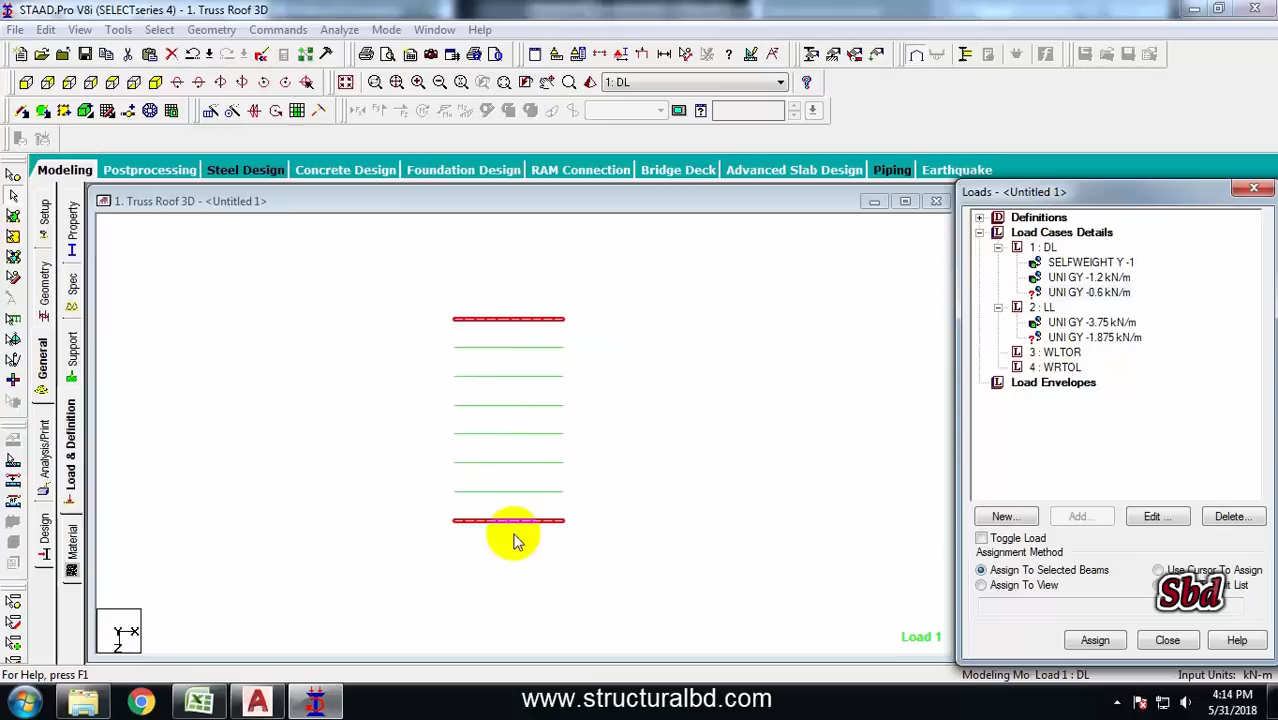 STAAD.Pro V8i (SELECTseries 4) - 1. Truss Roof 3D
File Edit View Tools Select Geometry Commands Analyze Mode Window Help
1: DL
Modeling Postprocessing Steel Design Concrete Design Foundation Design RAM Connection Bridge Deck Advanced Slab Design Piping Earthquake
1. Truss Roof 3D - <Untitled 1>
Setup
Geometry
General
Analysis/Print
Design
Property
Spec
Support
Load & Definition
Material
Load 1
Y X
Z
Loads - <Untitled 1>
Definitions
Load Cases Details
1 : DL
SELFWEIGHT Y -1
UNI GY -1.2 kN/m
UNI GY -0.6 kN/m
2 : LL
UNI GY -3.75 kN/m
UNI GY -1.875 kN/m
3 : WLTOR
4 : WRTOL
Load Envelopes
New... Add... Edit ... Delete...
Toggle Load
Assignment Method
Assign To Selected Beams Use Cursor To Assign
Assign To View List
Sbd
Assign Close Help
For Help, press F1
Modeling Mo Load 1 : DL Input Units: kN-m
www.structuralbd.com
4:14 PM
5/31/2018